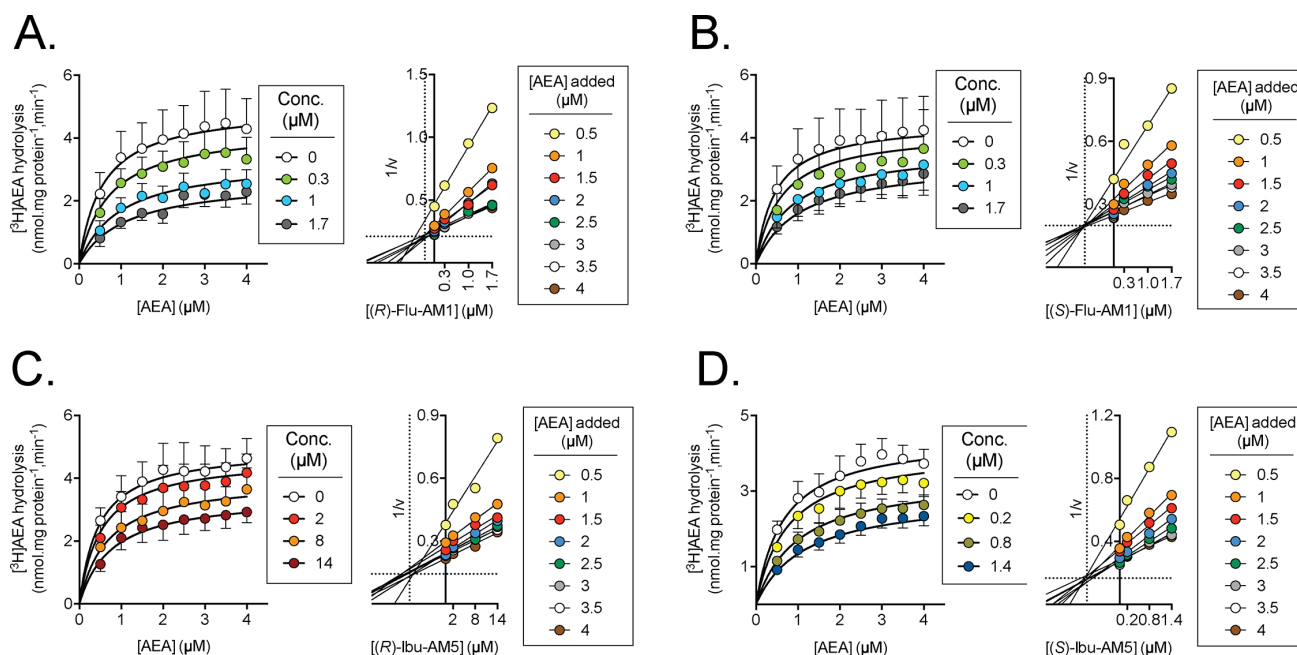 A.
[³H]AEA hydrolysis
(nmol.mg protein⁻¹,min⁻¹)
6
4
2
0
0 1 2 3 4
[AEA] (µM)
Conc.
(µM)
0
0.3
1
1.7
1.5
1.0
0.5
1/v
0.3
1.0
1.7
[(R)-Flu-AM1] (µM)
[AEA] added
(µM)
0.5
1
1.5
2
2.5
3
3.5
4
B.
[³H]AEA hydrolysis
(nmol.mg protein⁻¹,min⁻¹)
6
4
2
0
0 1 2 3 4
[AEA] (µM)
Conc.
(µM)
0
0.3
1
1.7
0.9
0.6
0.3
1/v
0.31.01.7
[(S)-Flu-AM1] (µM)
[AEA] added
(µM)
0.5
1
1.5
2
2.5
3
3.5
4
C.
[³H]AEA hydrolysis
(nmol.mg protein⁻¹,min⁻¹)
6
4
2
0
0 1 2 3 4
[AEA] (µM)
Conc.
(µM)
0
2
8
14
0.9
0.6
0.3
1/v
2
8
14
[(R)-Ibu-AM5] (µM)
[AEA] added
(µM)
0.5
1
1.5
2
2.5
3
3.5
4
D.
[³H]AEA hydrolysis
(nmol.mg protein⁻¹,min⁻¹)
5
3
1
0 1 2 3 4
[AEA] (µM)
Conc.
(µM)
0
0.2
0.8
1.4
1.2
0.8
0.4
1/v
0.20.81.4
[(S)-Ibu-AM5] (µM)
[AEA] added
(µM)
0.5
1
1.5
2
2.5
3
3.5
4